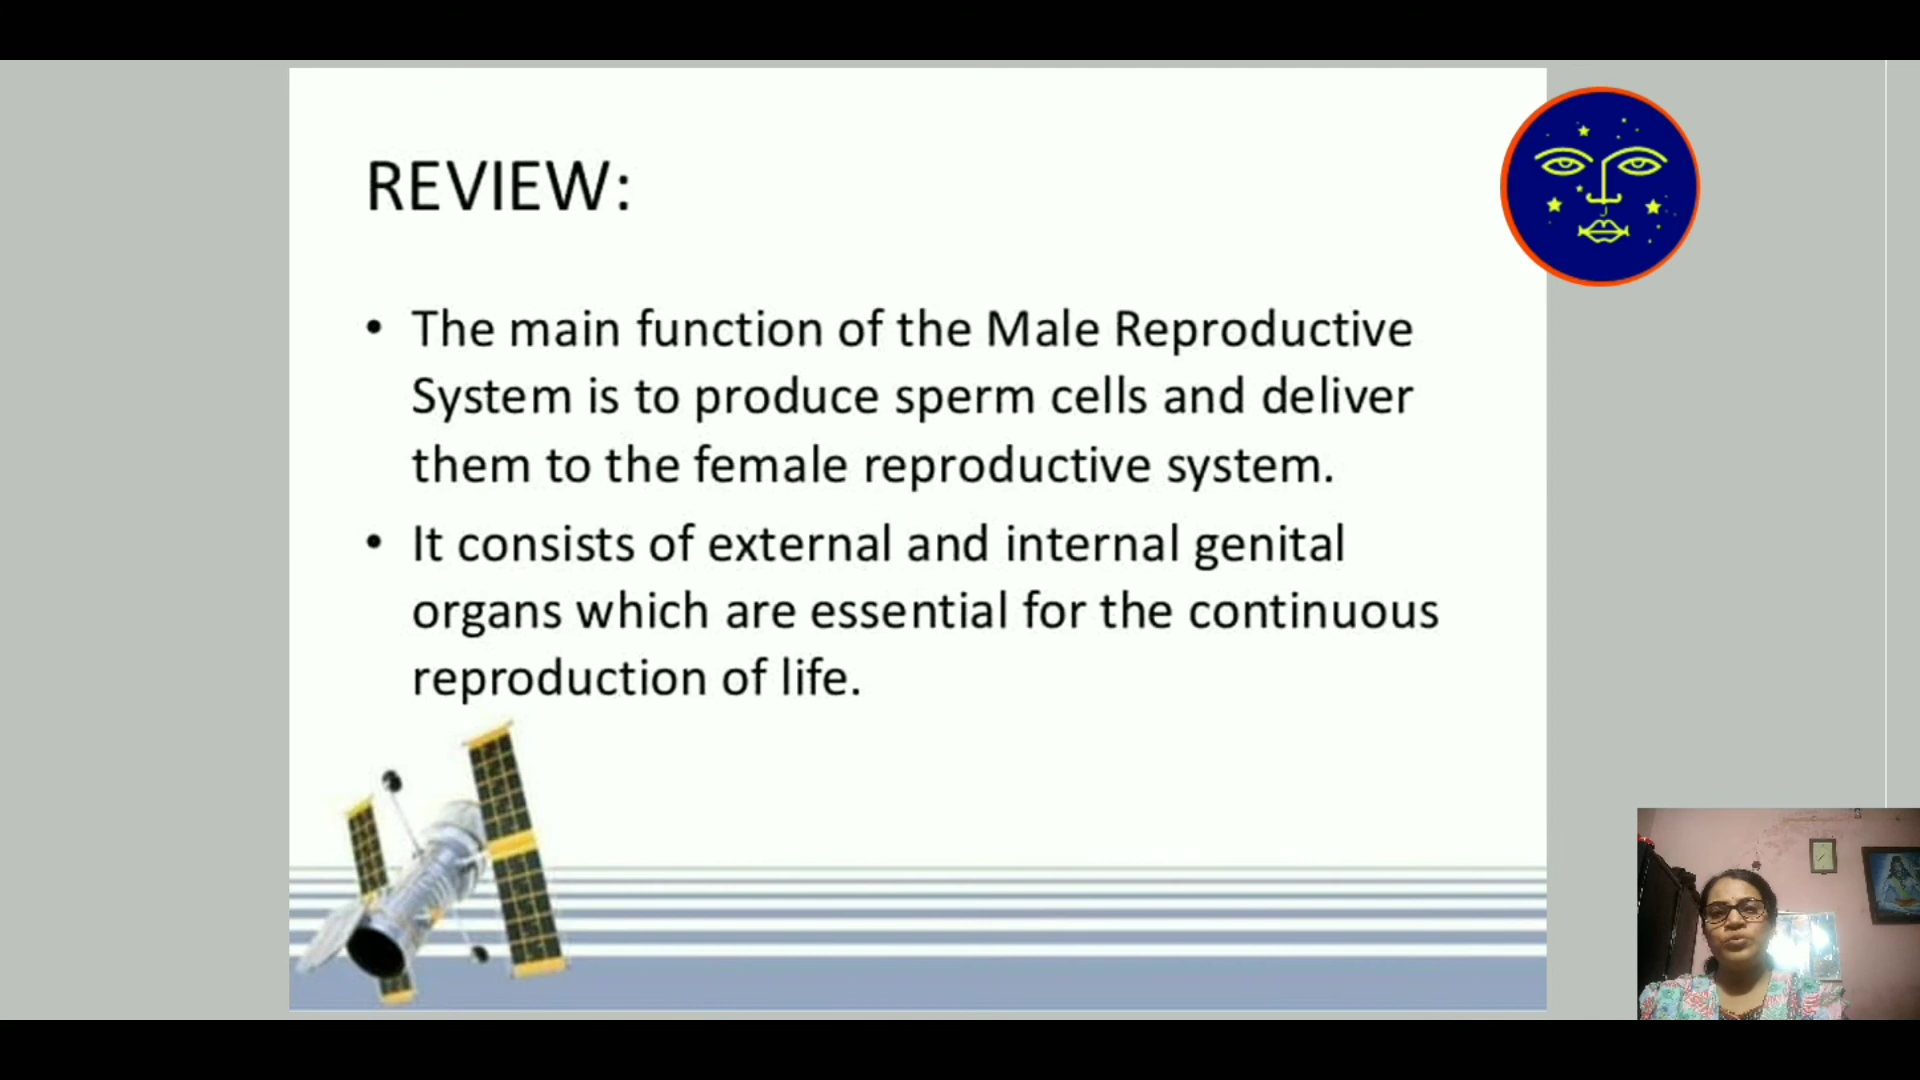 REVIEW:
• The main function of the Male Reproductive
System is to produce sperm cells and deliver
them to the female reproductive system.
• It consists of external and internal genital
organs which are essential for the continuous
reproduction of life.